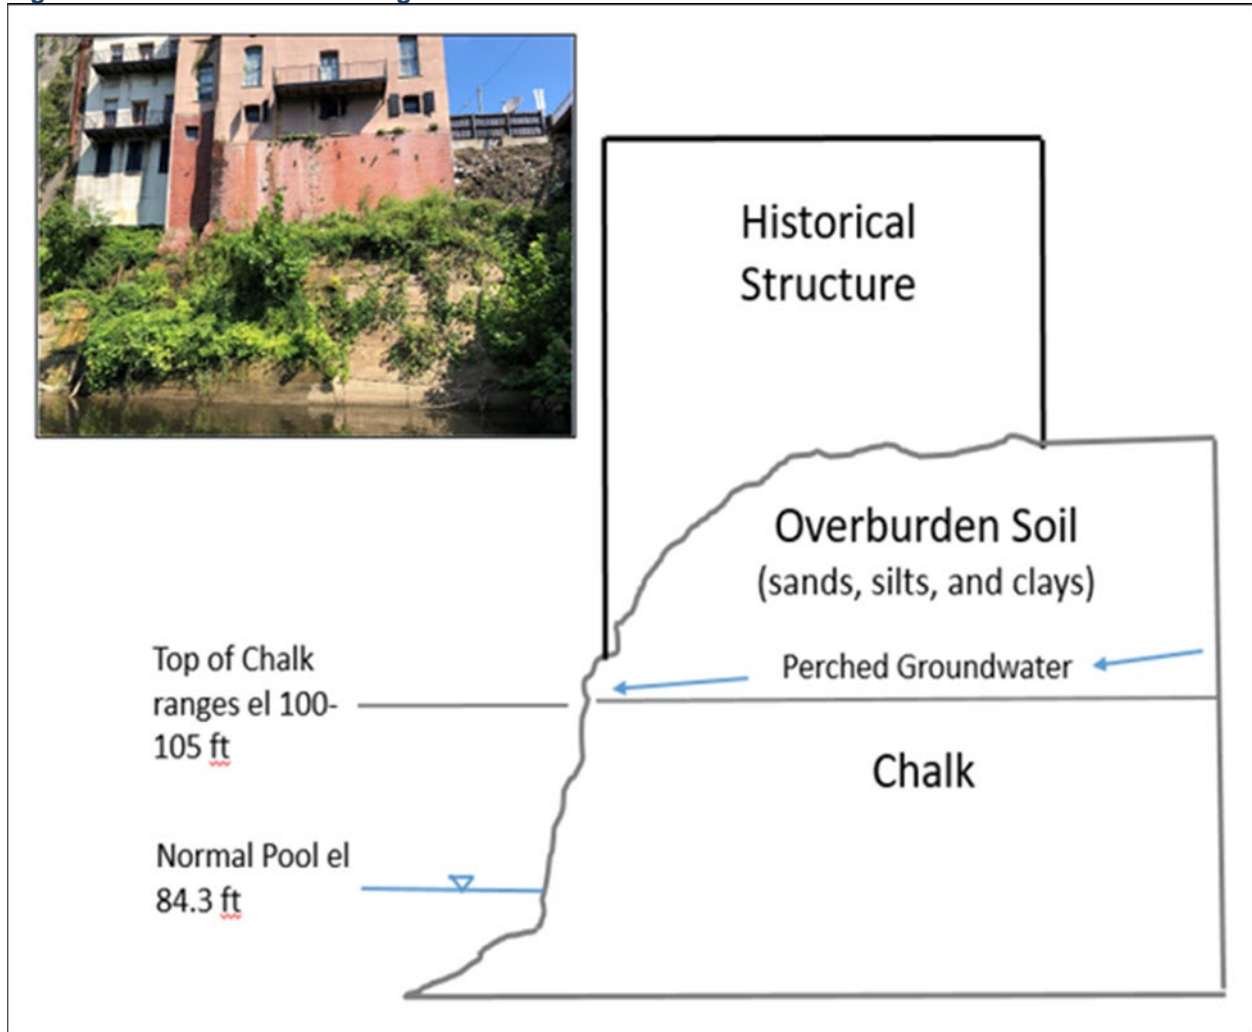 Historical
Structure
Overburden Soil
(sands, silts, and clays)
Top of Chalk
ranges el 100-
105 ft
Perched Groundwater
Chalk
Normal Pool el
84.3 ft